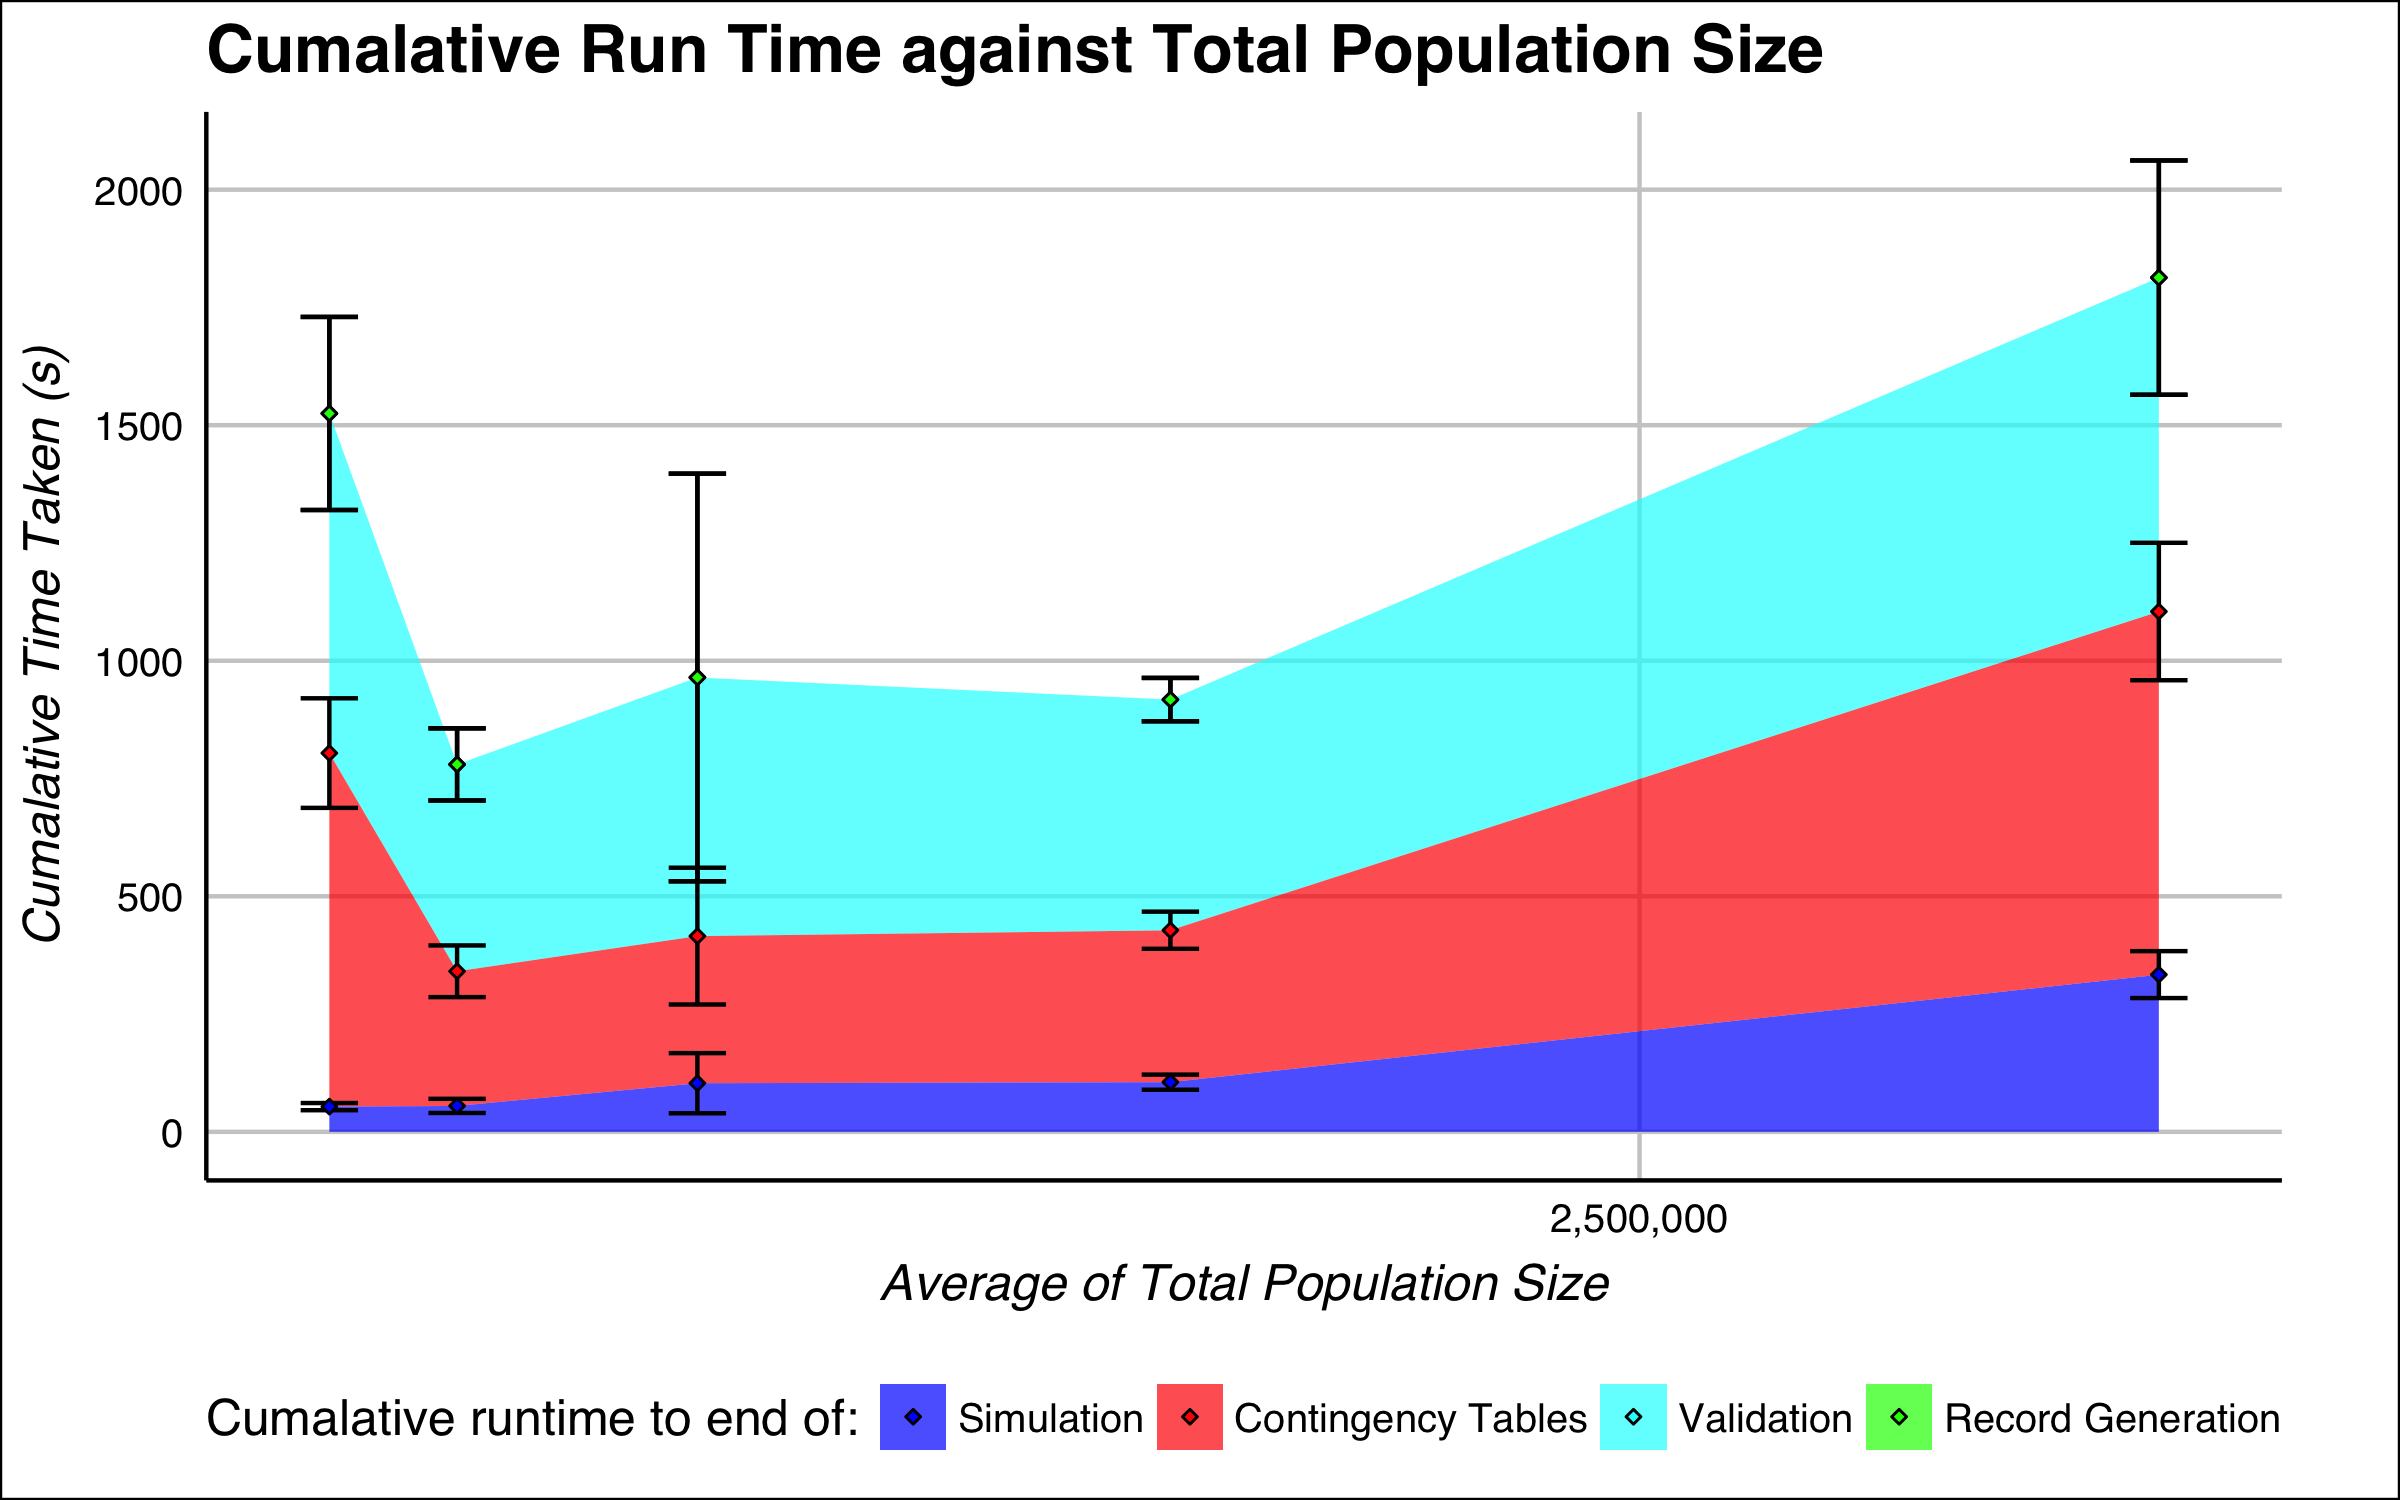 Cumalative Run Time against Total Population Size
Cumalative Time Taken (s)
2000
1500
1000
500
0
2,500,000
Average of Total Population Size
Cumalative runtime to end of: Simulation Contingency Tables Validation Record Generation